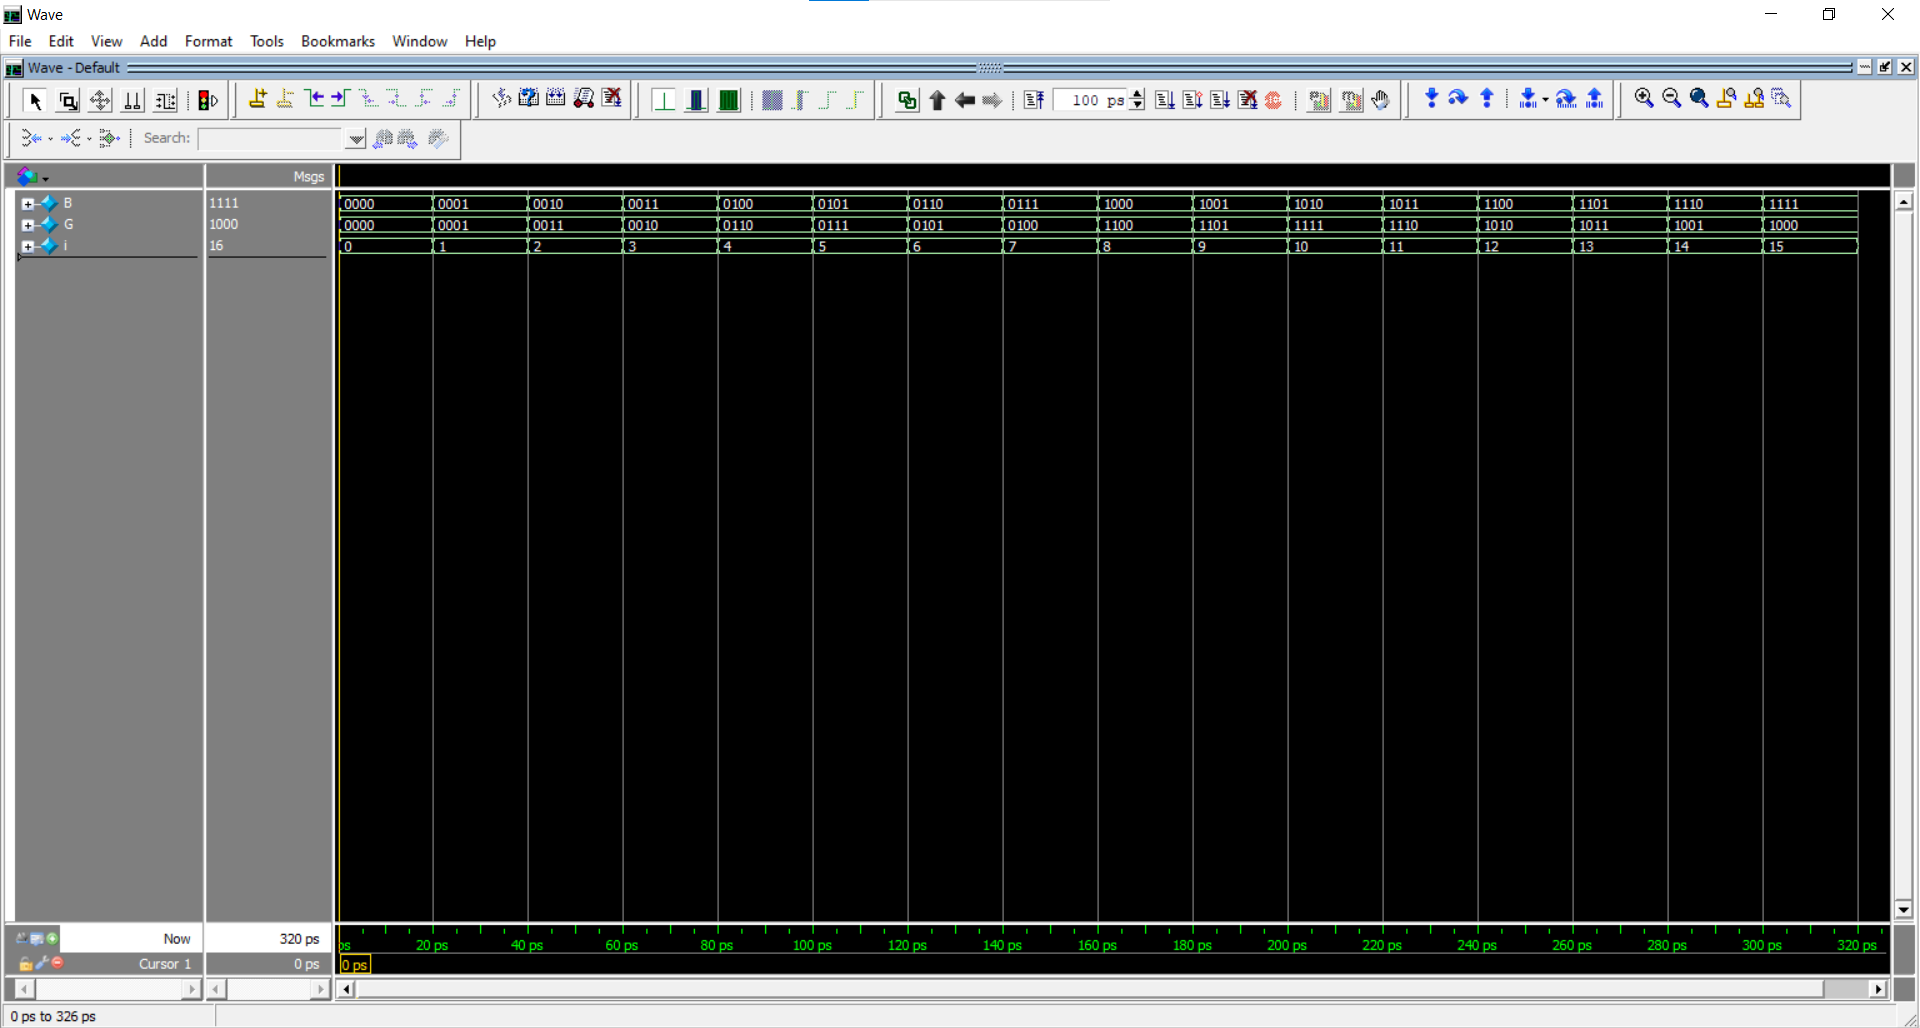 Wave
File Edit View Add Format Tools Bookmarks Window Help
Wave - Default
100 ps
Search:
Msgs
B 1111 0000 0001 0010 0011 0100 0101 0110 0111 1000 1001 1010 1011 1100 1101 1110 1111
G 1000 0000 0001 0011 0010 0110 0111 0101 0100 1100 1101 1111 1110 1010 1011 1001 1000
i 16 0 1 2 3 4 5 6 7 8 9 10 11 12 13 14 15
Now 320 ps ps 20 ps 40 ps 60 ps 80 ps 100 ps 120 ps 140 ps 160 ps 180 ps 200 ps 220 ps 240 ps 260 ps 280 ps 300 ps 320 ps
Cursor 1 0 ps 0 ps
0 ps to 326 ps